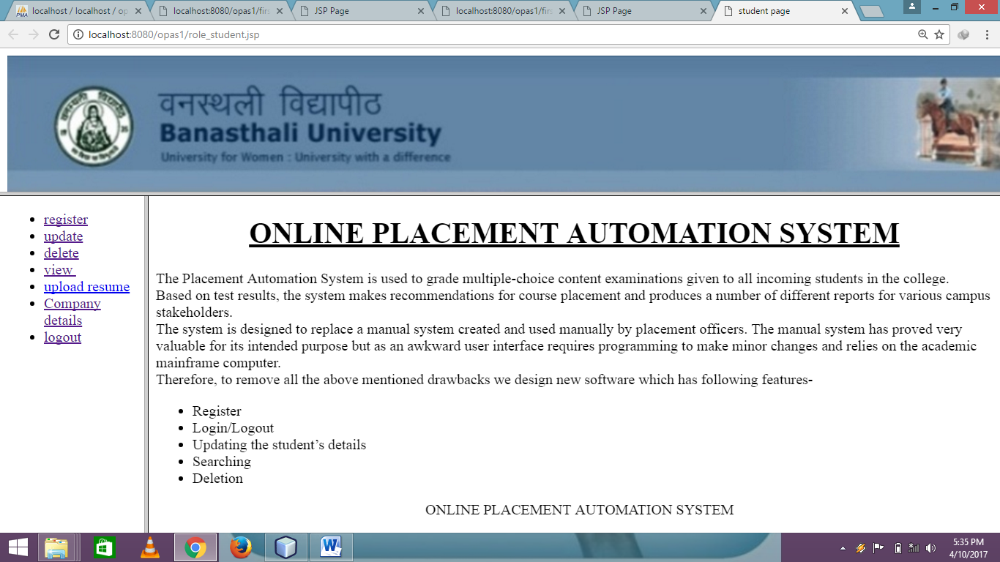 localhost / localhost / op
localhost:8080/opas1/firs
JSP Page
localhost:8080/opas1/firs
JSP Page
student page
localhost:8080/opas1/role_student.jsp
वनस्थली विद्यापीठ
Banasthali University
University for Women : University with a difference
register
update
delete
view
upload resume
Company
details
logout
ONLINE PLACEMENT AUTOMATION SYSTEM
The Placement Automation System is used to grade multiple-choice content examinations given to all incoming students in the college.
Based on test results, the system makes recommendations for course placement and produces a number of different reports for various campus
stakeholders.
The system is designed to replace a manual system created and used manually by placement officers. The manual system has proved very
valuable for its intended purpose but as an awkward user interface requires programming to make minor changes and relies on the academic
mainframe computer.
Therefore, to remove all the above mentioned drawbacks we design new software which has following features-
Register
Login/Logout
Updating the student’s details
Searching
Deletion
ONLINE PLACEMENT AUTOMATION SYSTEM
5:35 PM
4/10/2017